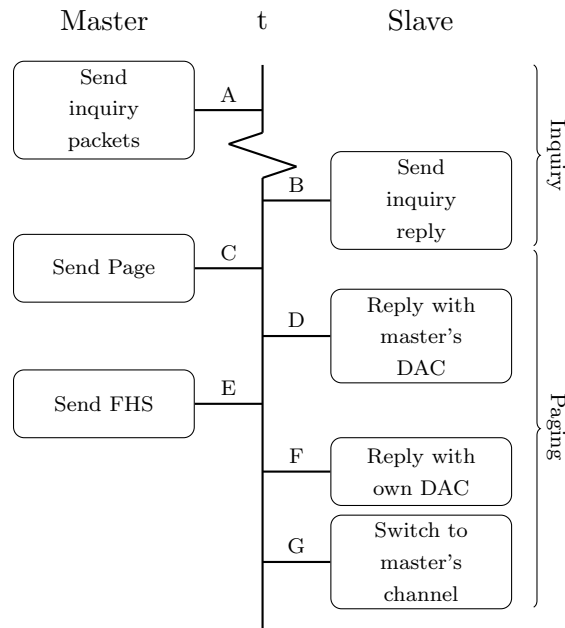 Master t Slave
Send
inquiry
packets
A
B
Send
inquiry
reply
Inquiry
Send Page
C
D
Reply with
master's
DAC
Send FHS
E
Paging
F
Reply with
own DAC
G
Switch to
master's
channel